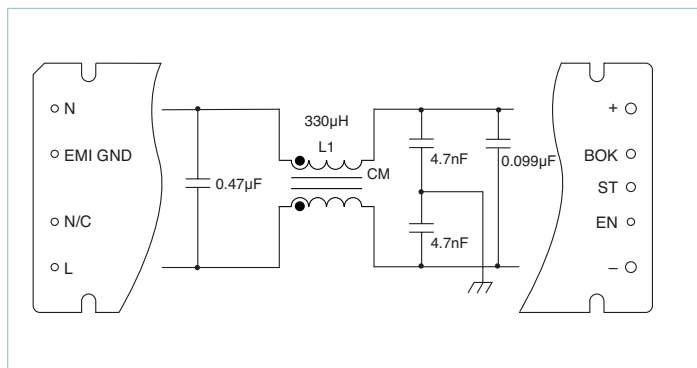 N
EMI GND
N/C
L
0.47µF
330µH
L1
CM
4.7nF
4.7nF
0.099µF
+
BOK
ST
EN
–